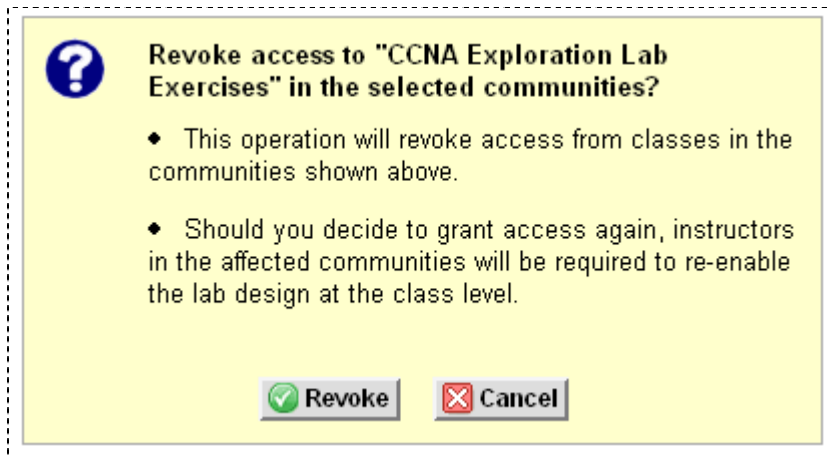 Revoke access to "CCNA Exploration Lab
Exercises" in the selected communities?
• This operation will revoke access from classes in the
communities shown above.
• Should you decide to grant access again, instructors
in the affected communities will be required to re-enable
the lab design at the class level.
Revoke Cancel